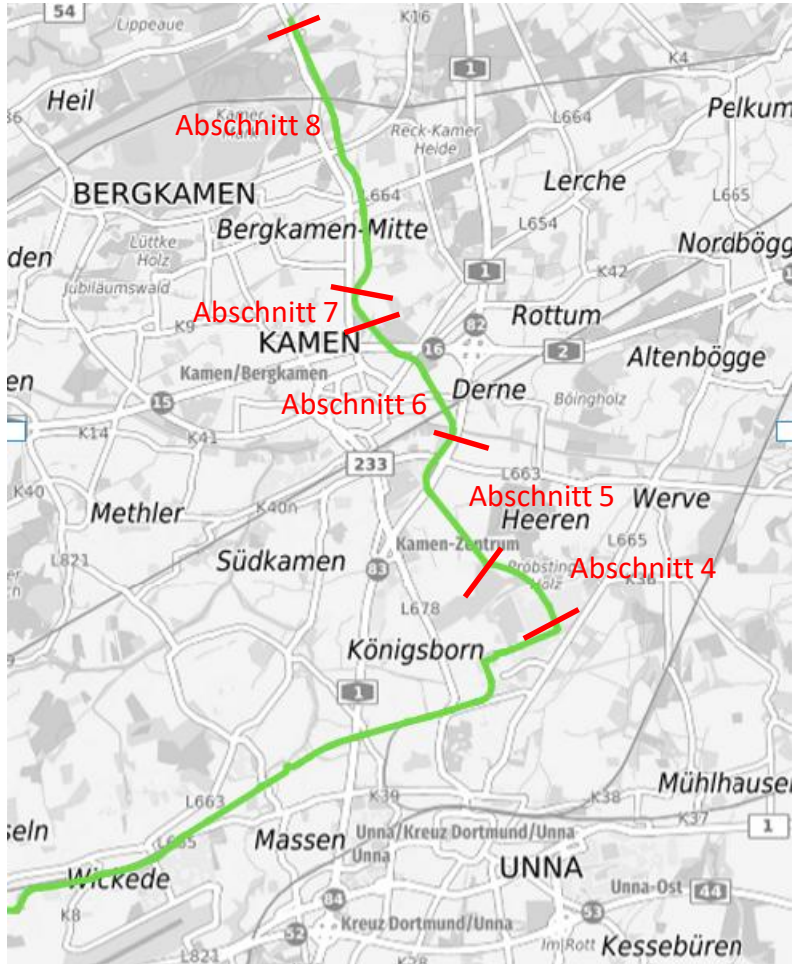 54
Lippeaue
K16
1
K4
Heil
Pelkum
Abschnitt 8
Reck-Kamer
Heide
L664
Lerche
L665
BERGKAMEN
L664
Bergkamen-Mitte
L654
Lüttke
Holz
den
Nordbögg
1
K42
Jubiläumswald
Abschnitt 7
K9
82
Rottum
KAMEN
16
2
Altenbögge
Kamen/Bergkamen
en
Derne
Böingholz
15
Abschnitt 6
K14
K41
233
L663
Abschnitt 5
Werve
K40
K40n
Methler
Heeren
L821
Kamen-Zentrum
L665
Südkamen
83
Abschnitt 4
K36
L678
Königsborn
1
Mühlhausen
L663
K39
K38
K37
1
seln
Massen
Unna/Kreuz Dortmund/Unna
Unna
Wickede
UNNA
Unna-Ost
44
K8
84
53
52
Kreuz Dortmund/Unna
L821
Im Rott
Kessebüren